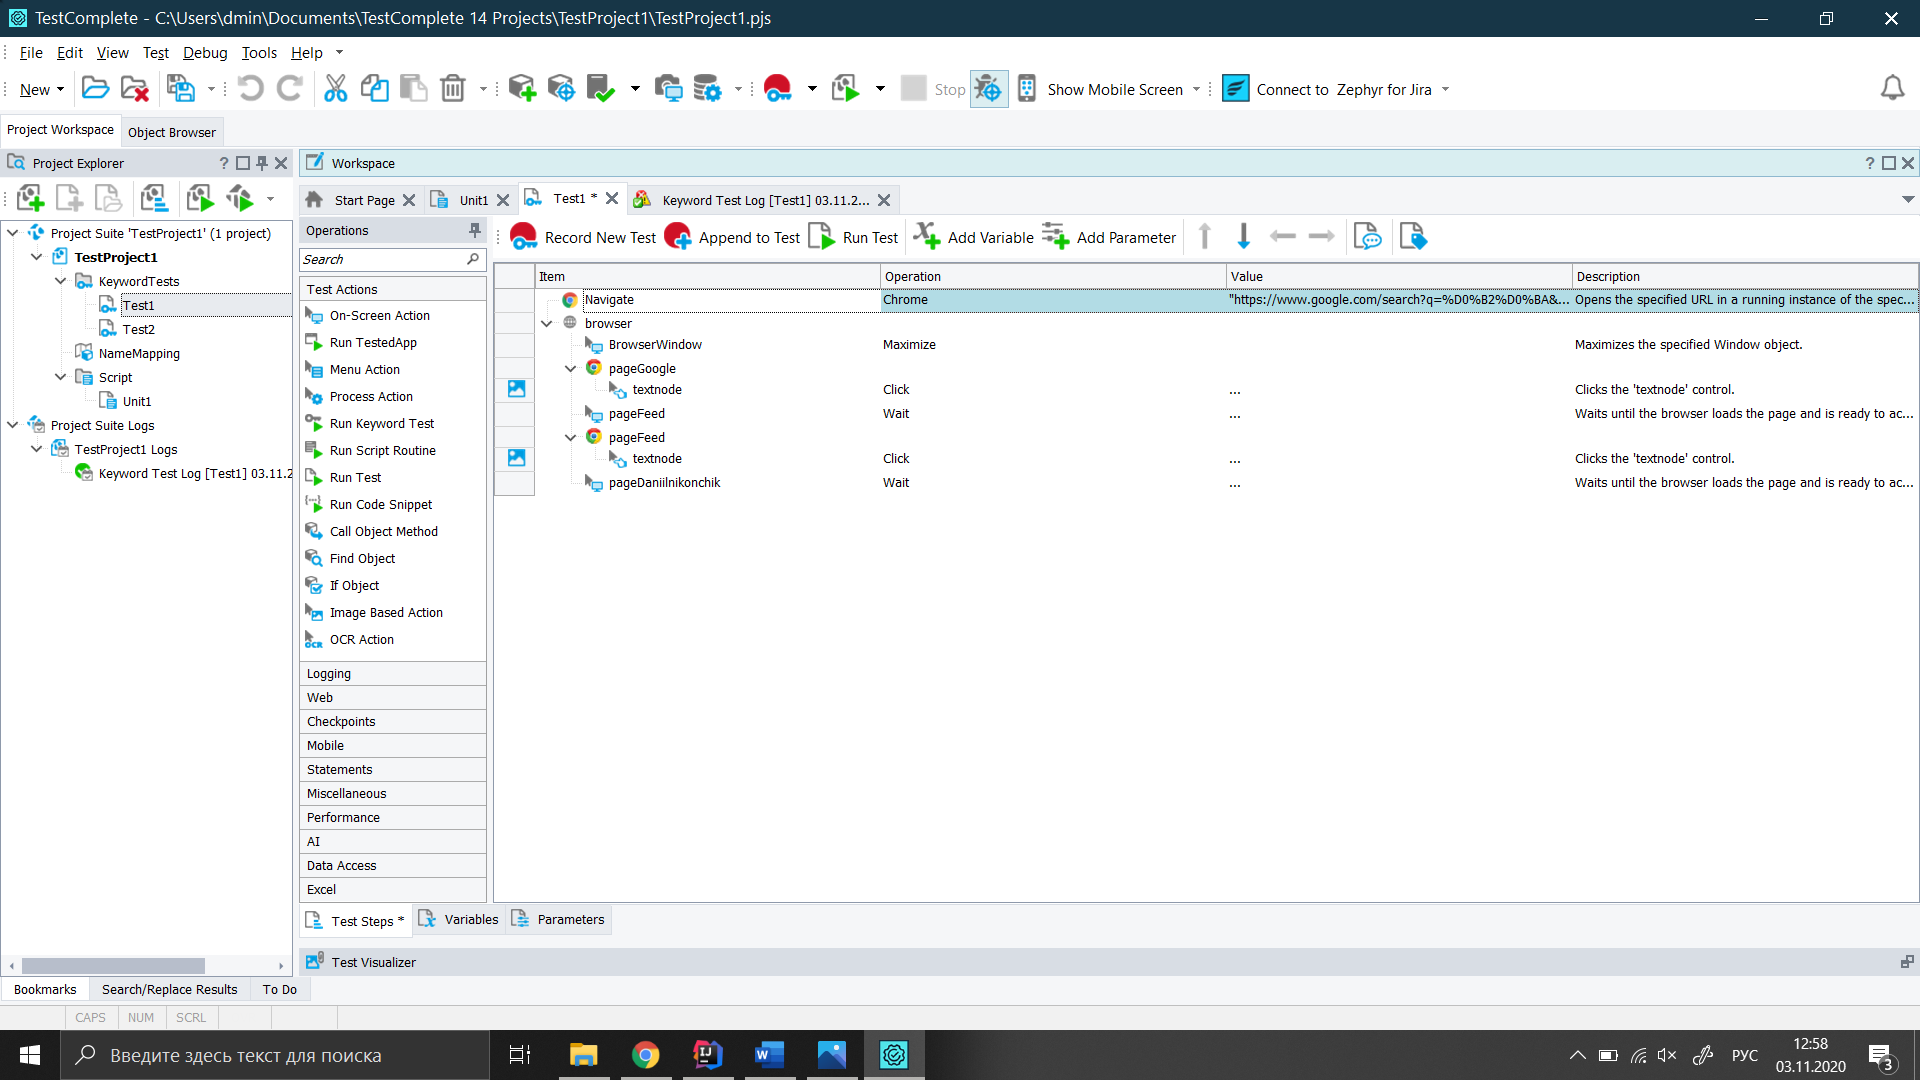 TestComplete - C:\Users\dmin\Documents\TestComplete 14 Projects\TestProject1\TestProject1.pjs
File Edit View Test Debug Tools Help
New Stop Show Mobile Screen Connect to Zephyr for Jira
Project Workspace Object Browser
Project Explorer ?
Workspace ?
Start Page Unit1 Test1 * Keyword Test Log [Test1] 03.11.2...
Project Suite 'TestProject1' (1 project)
TestProject1
KeywordTests
Test1
Test2
NameMapping
Script
Unit1
Project Suite Logs
TestProject1 Logs
Keyword Test Log [Test1] 03.11.2
Operations
Search
Test Actions
On-Screen Action
Run TestedApp
Menu Action
Process Action
Run Keyword Test
Run Script Routine
Run Test
Run Code Snippet
Call Object Method
Find Object
If Object
Image Based Action
OCR Action
Logging
Web
Checkpoints
Mobile
Statements
Miscellaneous
Performance
AI
Data Access
Excel
Record New Test Append to Test Run Test Add Variable Add Parameter
Item Operation Value Description
Navigate Chrome "https://www.google.com/search?q=%D0%B2%D0%BA&... Opens the specified URL in a running instance of the spec...
browser
BrowserWindow Maximize Maximizes the specified Window object.
pageGoogle
textnode Click ... Clicks the 'textnode' control.
pageFeed Wait ... Waits until the browser loads the page and is ready to ac...
pageFeed
textnode Click ... Clicks the 'textnode' control.
pageDaniilnikonchik Wait ... Waits until the browser loads the page and is ready to ac...
Test Steps * Variables Parameters
Test Visualizer
Bookmarks Search/Replace Results To Do
CAPS NUM SCRL
Введите здесь текст для поиска
РУС
12:58
03.11.2020
3